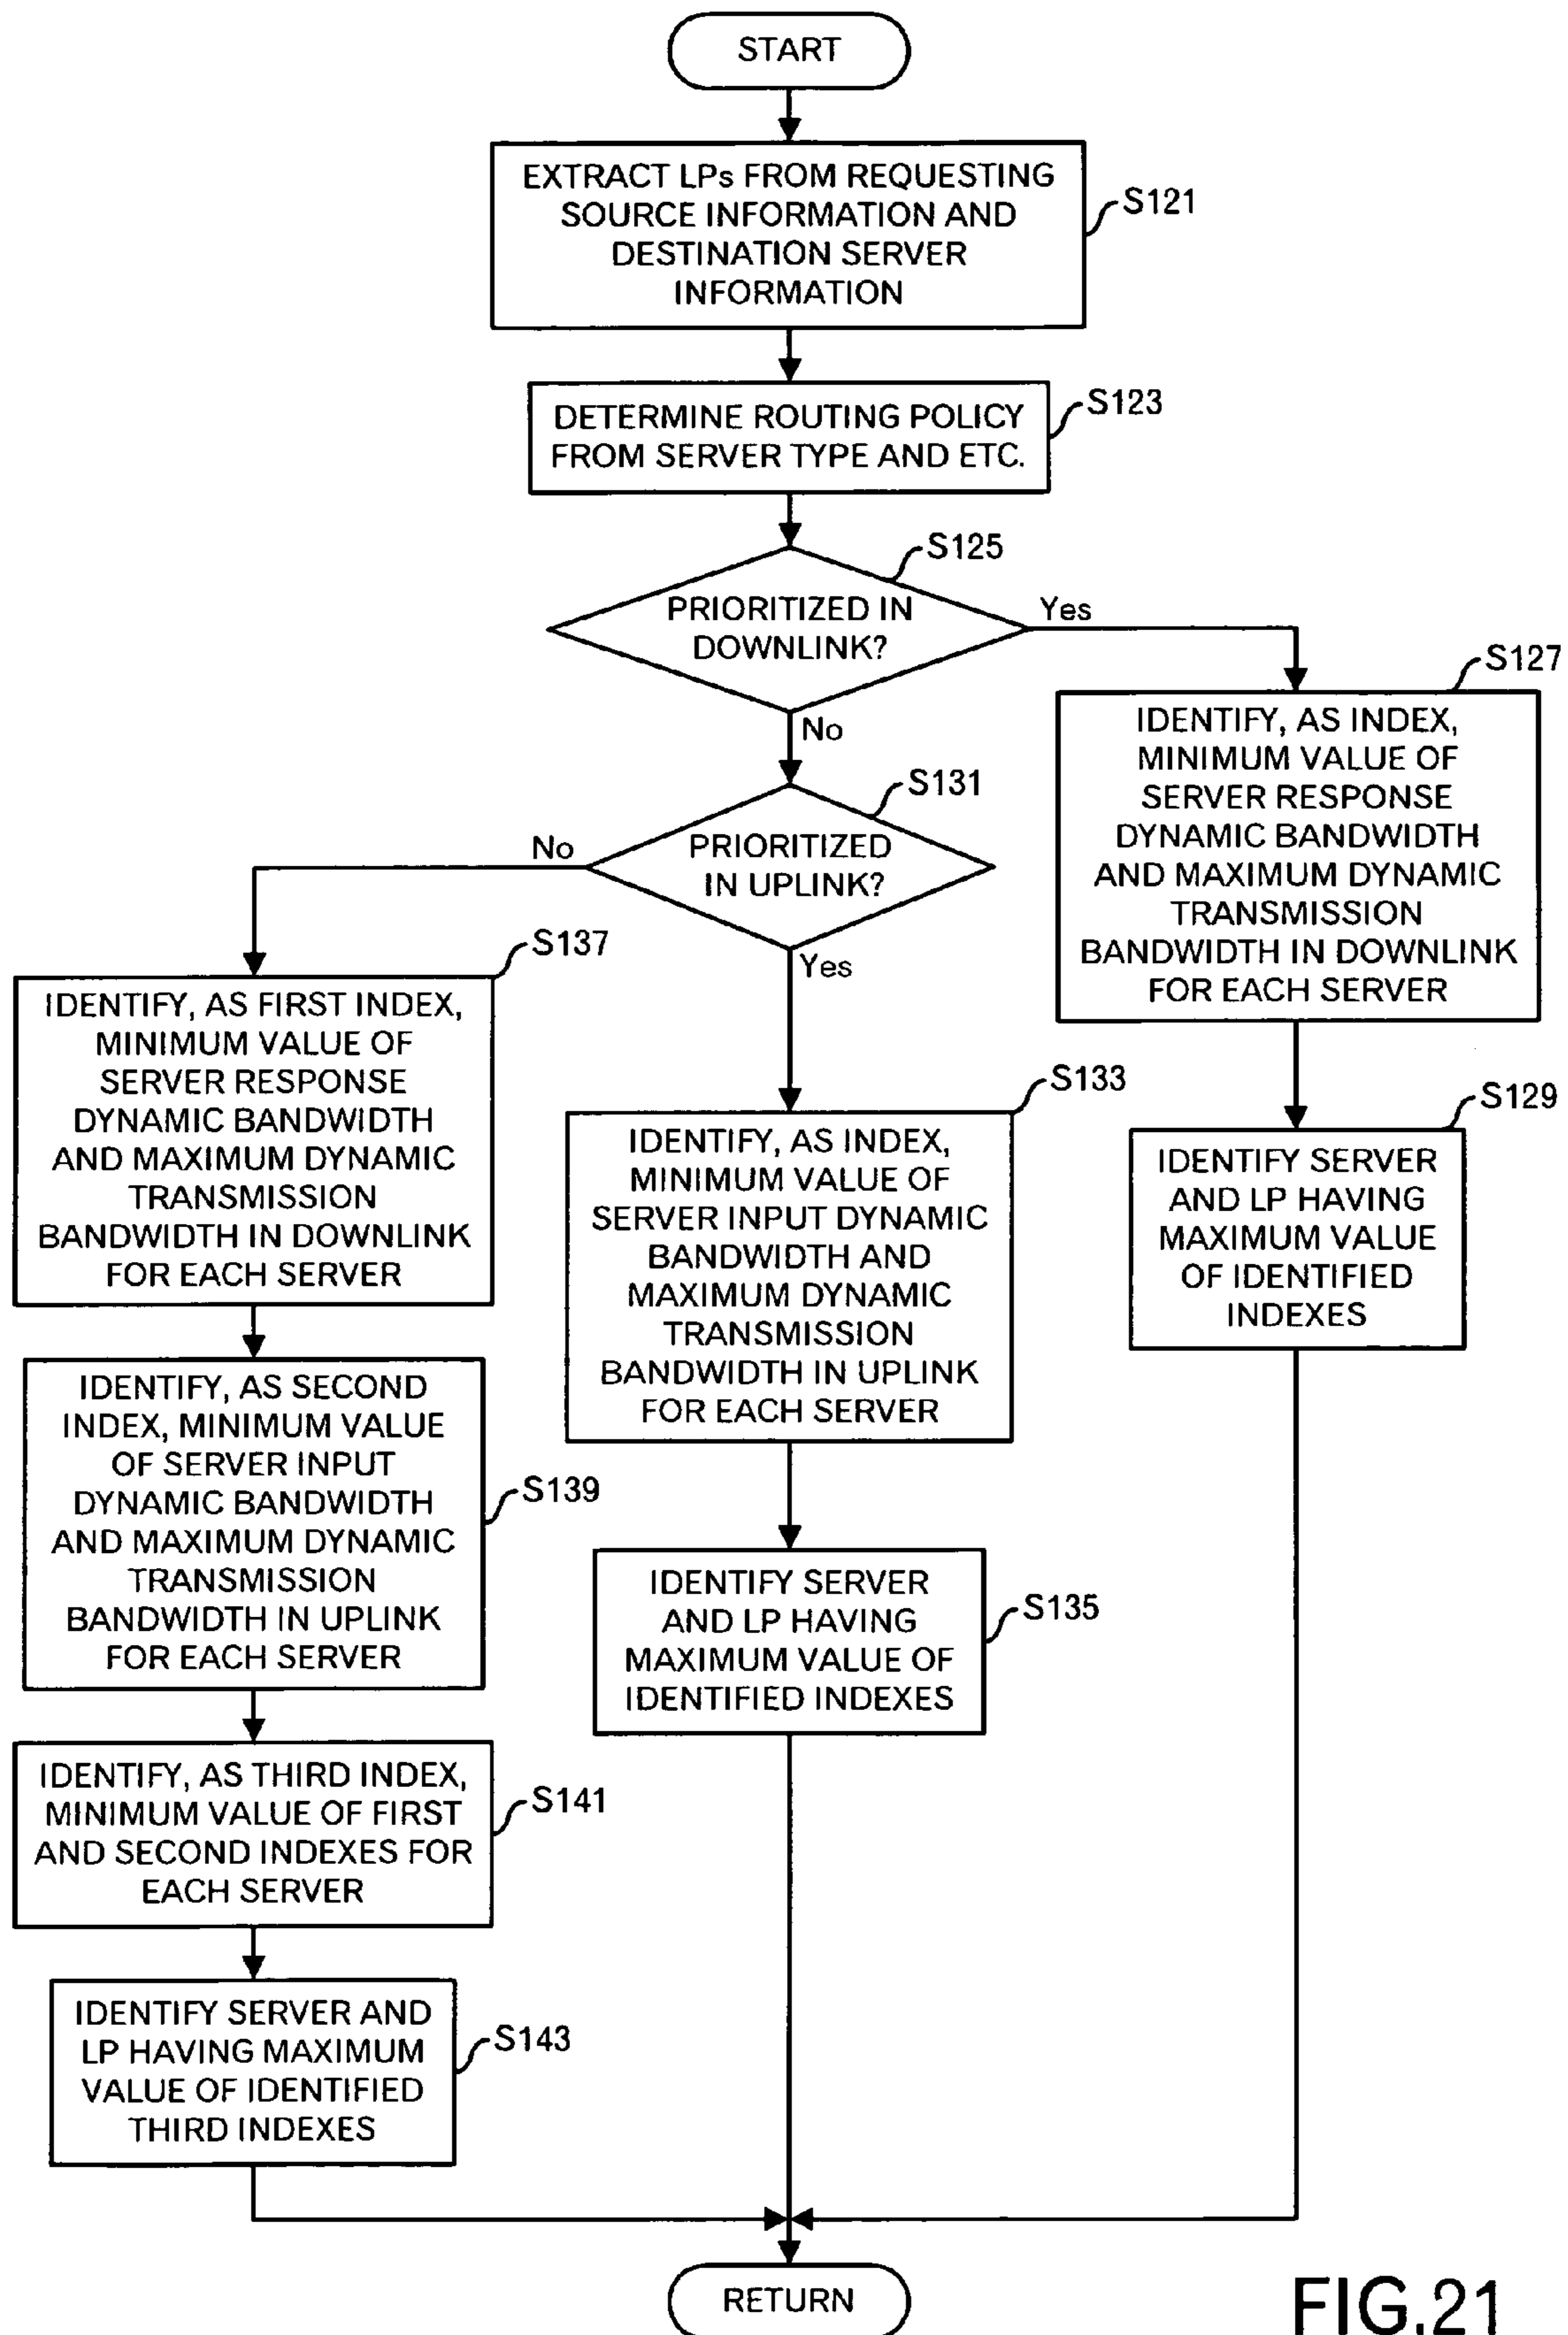 START
EXTRACT LPs FROM REQUESTING
SOURCE INFORMATION AND
DESTINATION SERVER
INFORMATION
S121
DETERMINE ROUTING POLICY
FROM SERVER TYPE AND ETC.
S123
PRIORITIZED IN
DOWNLINK?
S125
Yes
No
IDENTIFY, AS INDEX,
MINIMUM VALUE OF
SERVER RESPONSE
DYNAMIC BANDWIDTH
AND MAXIMUM DYNAMIC
TRANSMISSION
BANDWIDTH IN DOWNLINK
FOR EACH SERVER
S127
IDENTIFY SERVER
AND LP HAVING
MAXIMUM VALUE
OF IDENTIFIED
INDEXES
S129
PRIORITIZED
IN UPLINK?
S131
No
Yes
IDENTIFY, AS INDEX,
MINIMUM VALUE OF
SERVER INPUT DYNAMIC
BANDWIDTH AND
MAXIMUM DYNAMIC
TRANSMISSION
BANDWIDTH IN UPLINK
FOR EACH SERVER
S133
IDENTIFY SERVER
AND LP HAVING
MAXIMUM VALUE OF
IDENTIFIED INDEXES
S135
IDENTIFY, AS FIRST INDEX,
MINIMUM VALUE OF
SERVER RESPONSE
DYNAMIC BANDWIDTH
AND MAXIMUM DYNAMIC
TRANSMISSION
BANDWIDTH IN DOWNLINK
FOR EACH SERVER
S137
IDENTIFY, AS SECOND
INDEX, MINIMUM VALUE
OF SERVER INPUT
DYNAMIC BANDWIDTH
AND MAXIMUM DYNAMIC
TRANSMISSION
BANDWIDTH IN UPLINK
FOR EACH SERVER
S139
IDENTIFY, AS THIRD INDEX,
MINIMUM VALUE OF FIRST
AND SECOND INDEXES FOR
EACH SERVER
S141
IDENTIFY SERVER AND
LP HAVING MAXIMUM
VALUE OF IDENTIFIED
THIRD INDEXES
S143
RETURN
FIG.21